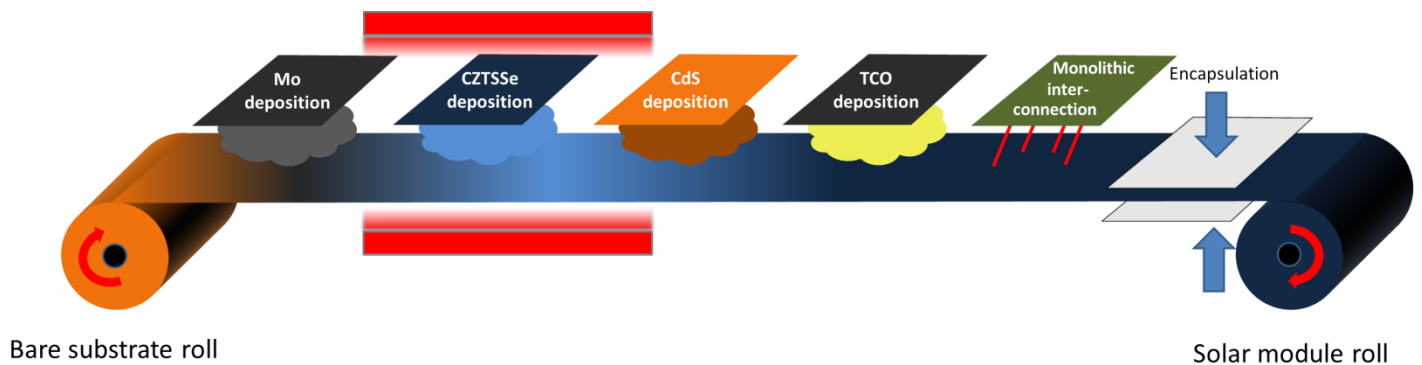 Mo
deposition
CZTSSe
deposition
CdS
deposition
TCO
deposition
Monolithic
inter-
connection
Encapsulation
Bare substrate roll
Solar module roll